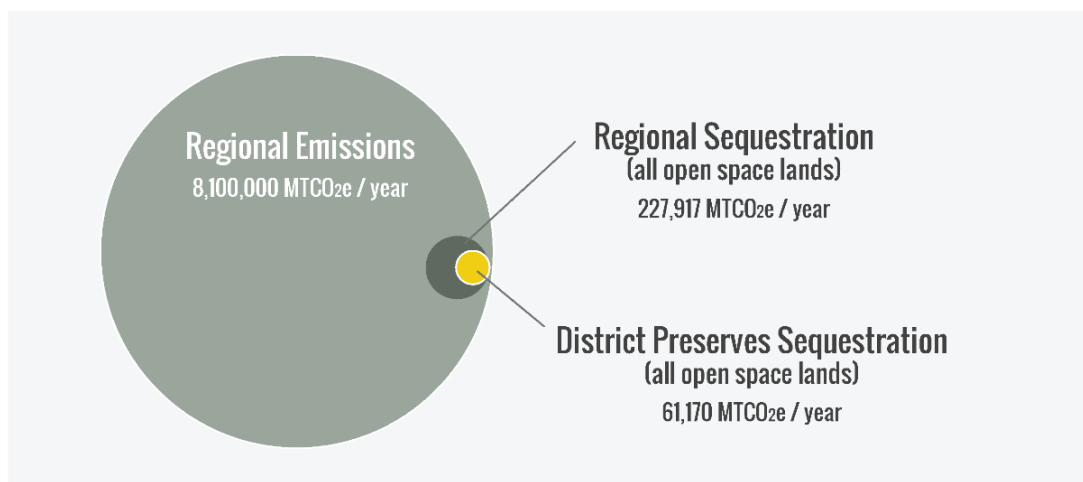 Regional Emissions
8,100,000 MTCO2e / year
Regional Sequestration
(all open space lands)
227,917 MTCO2e / year
District Preserves Sequestration
(all open space lands)
61,170 MTCO2e / year